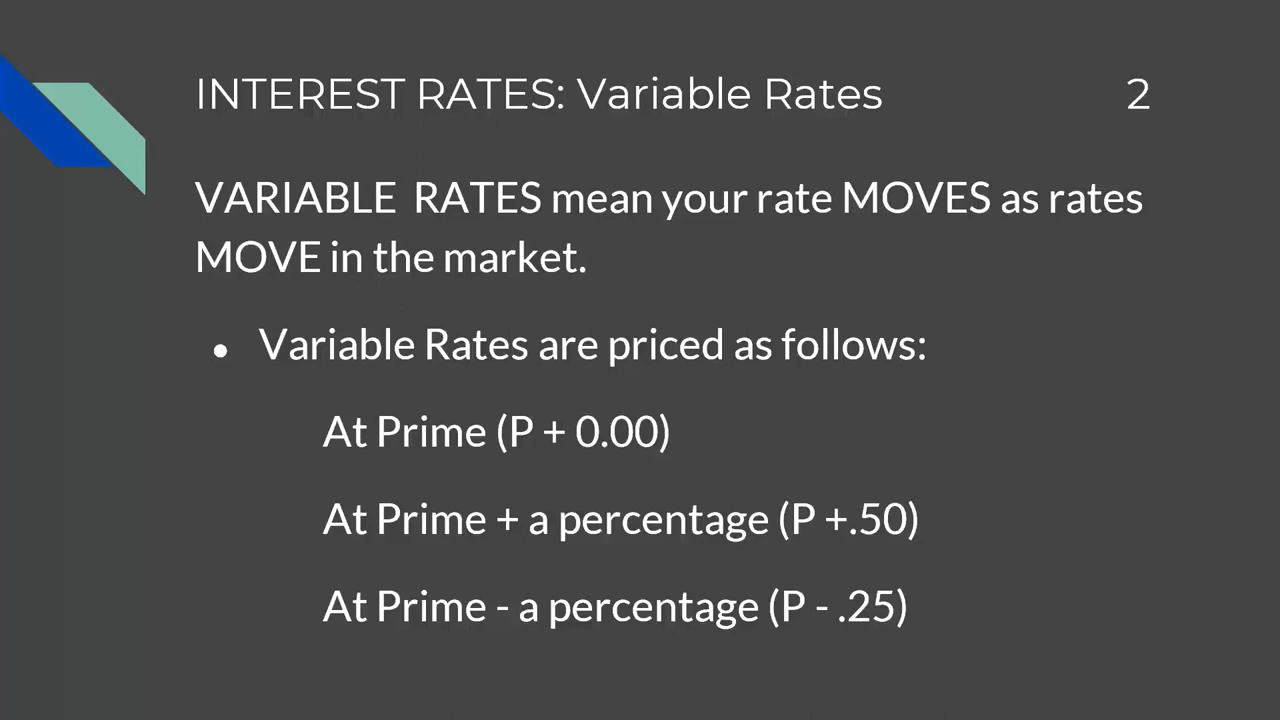 INTEREST RATES: Variable Rates 2
VARIABLE RATES mean your rate MOVES as rates
MOVE in the market.
● Variable Rates are priced as follows:
At Prime (P + 0.00)
At Prime + a percentage (P +.50)
At Prime - a percentage (P - .25)